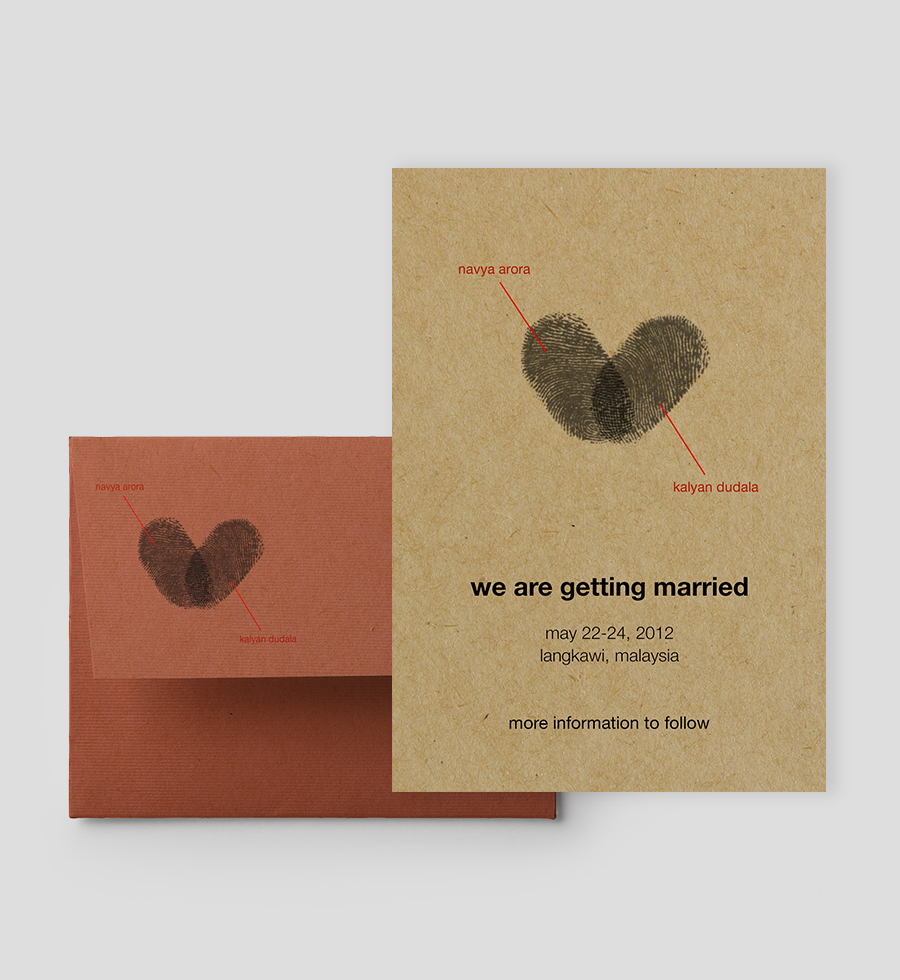 navya arora
kalyan dudala
we are getting married
may 22-24, 2012
langkawi, malaysia
more information to follow
navya arora
kalyan dudala